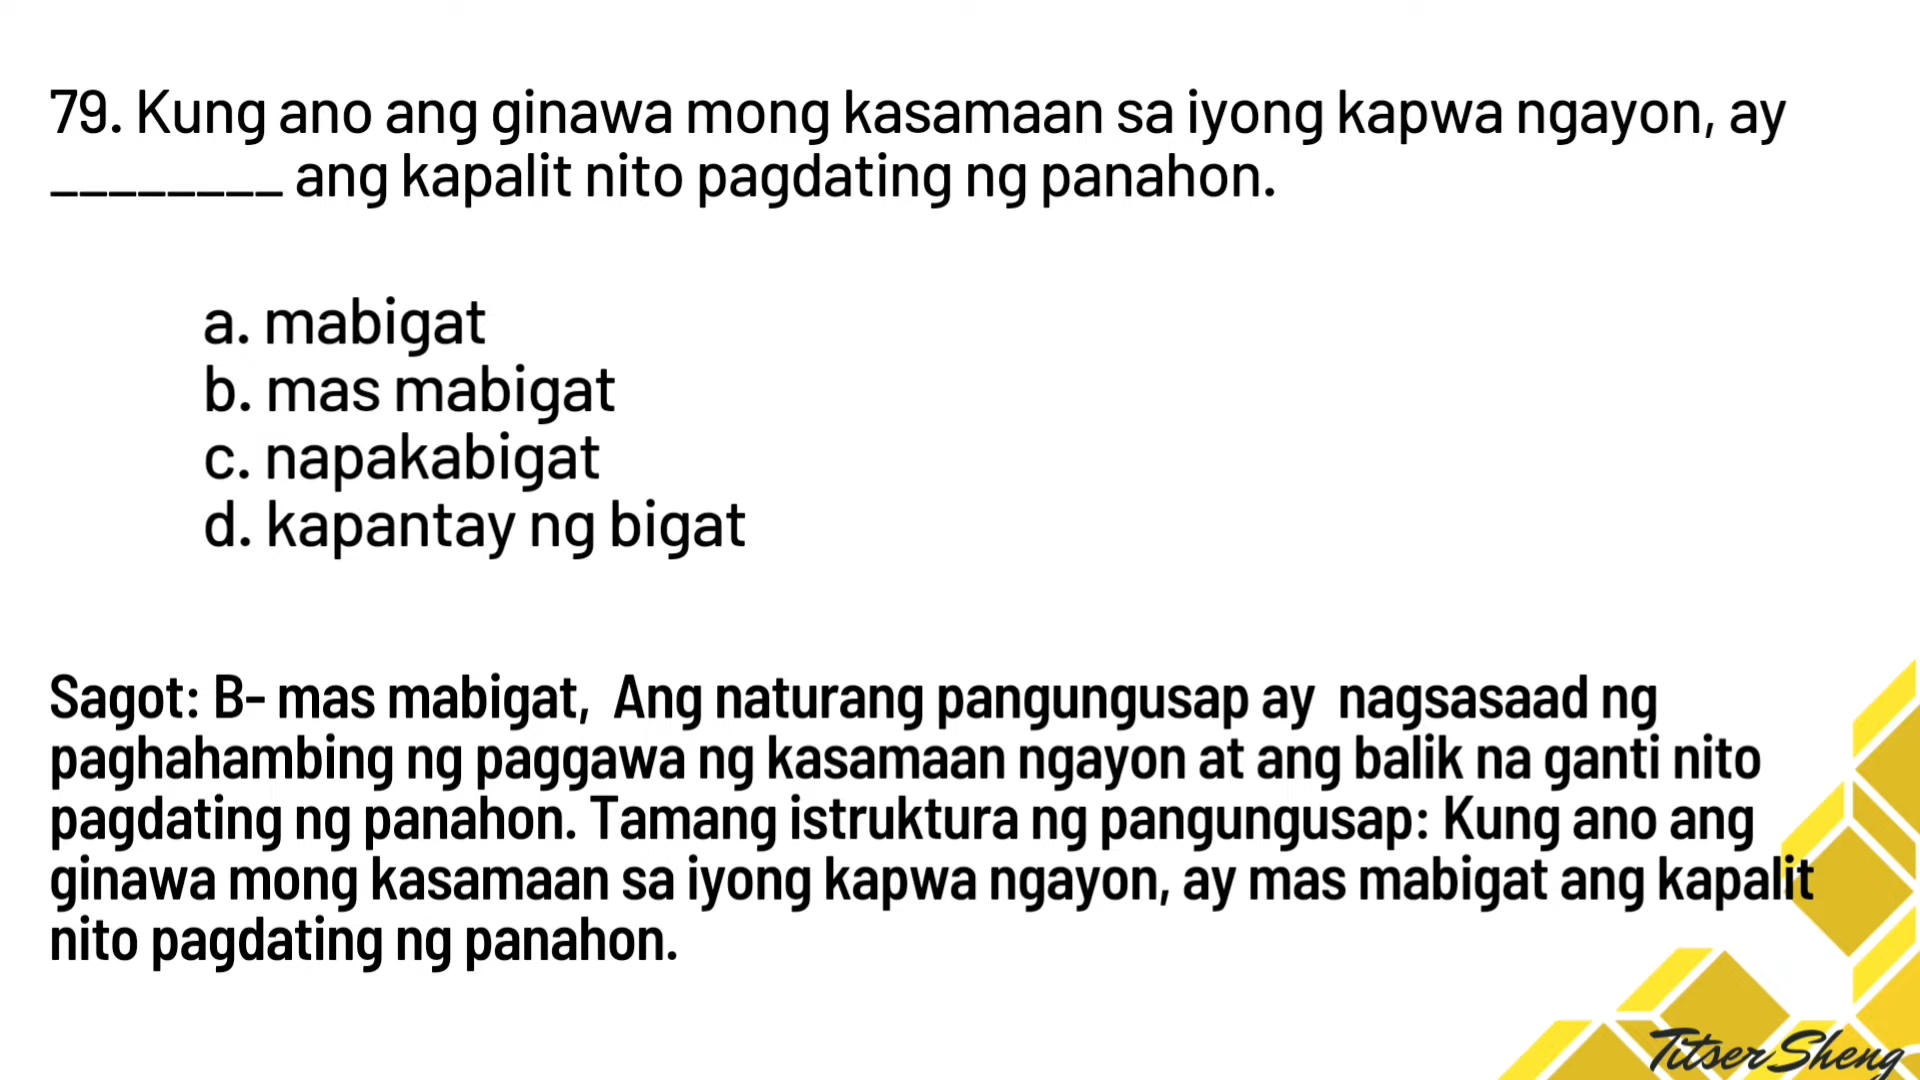 79. Kung ano ang ginawa mong kasamaan sa iyong kapwa ngayon, ay
________ ang kapalit nito pagdating ng panahon.
a. mabigat
b. mas mabigat
c. napakabigat
d. kapantay ng bigat
Sagot: B- mas mabigat, Ang naturang pangungusap ay nagsasaad ng
paghahambing ng paggawa ng kasamaan ngayon at ang balik na ganti nito
pagdating ng panahon. Tamang istruktura ng pangungusap: Kung ano ang
ginawa mong kasamaan sa iyong kapwa ngayon, ay mas mabigat ang kapalit
nito pagdating ng panahon.
Titser Sheng